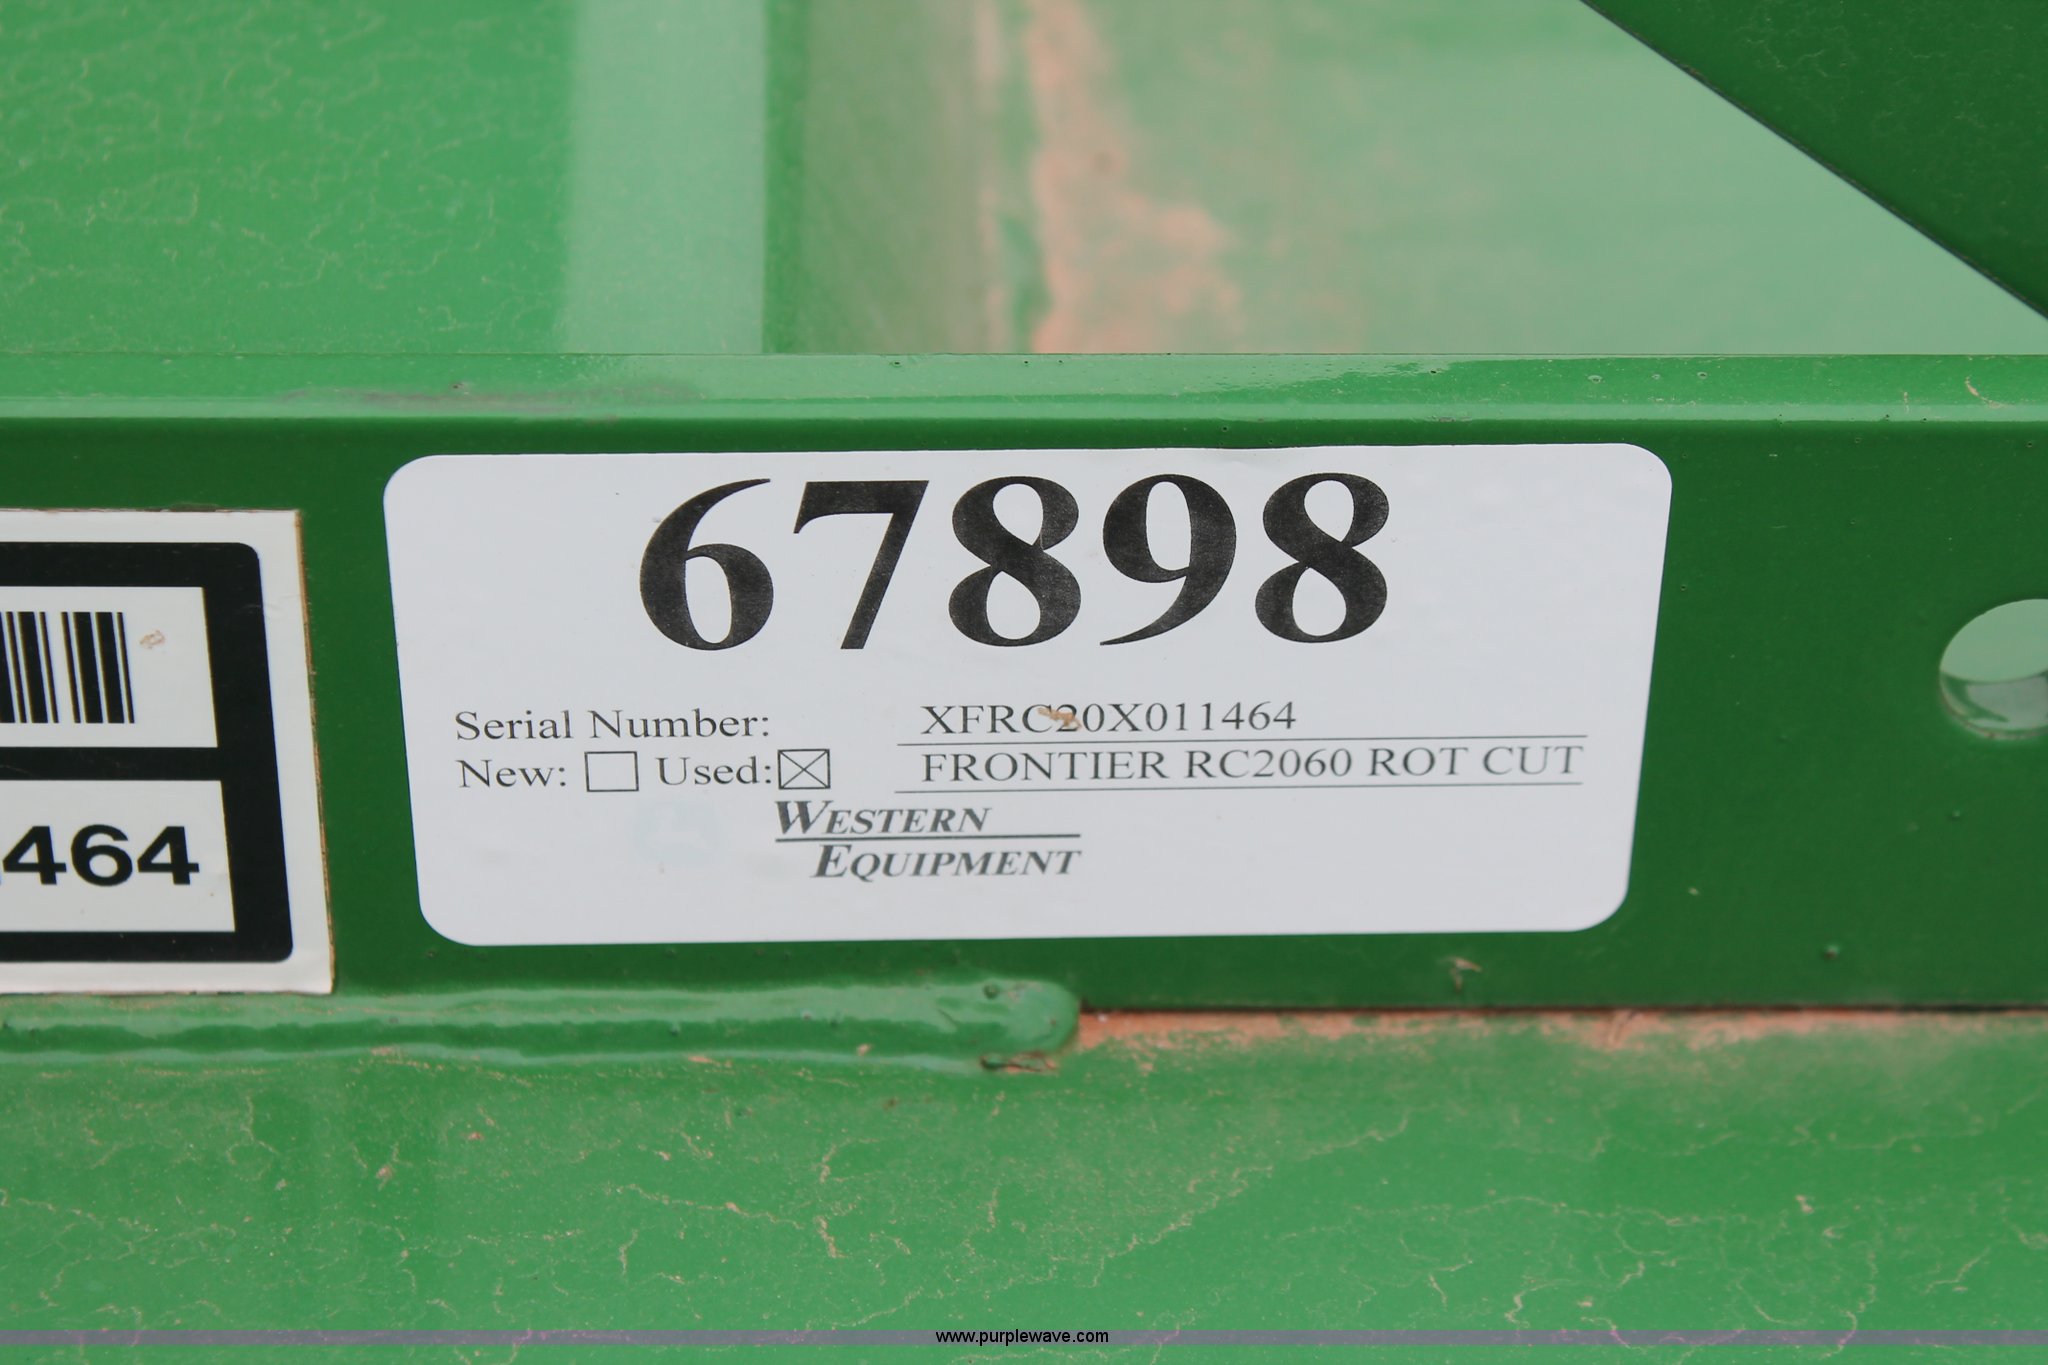 67898
Serial Number: XFRC20X011464
New: Used: FRONTIER RC2060 ROT CUT
WESTERN
EQUIPMENT
464
www.purplewave.com